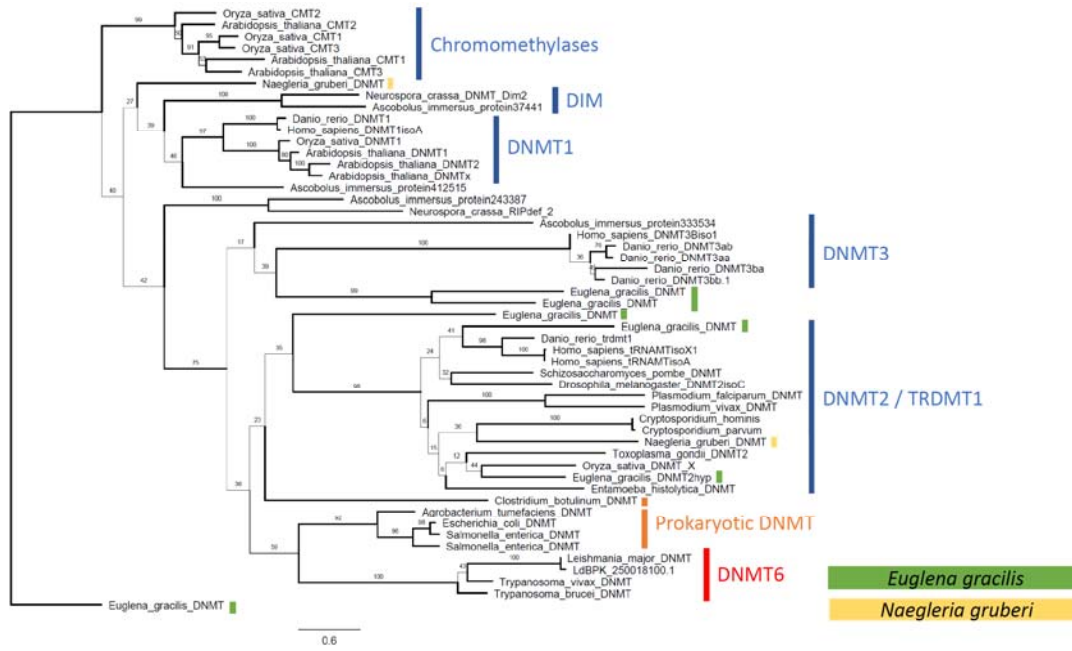 Oryza_sativa_CMT2
Arabidopsis_thaliana_CMT2
Oryza_sativa_CMT1
Oryza_sativa_CMT3
Arabidopsis_thaliana_CMT1
Arabidopsis_thaliana_CMT3
Chromomethylases
Naegleria_gruberi_DNMT
Neurospora_crassa_DNMT_Dim2
Ascobolus_immersus_protein37441
DIM
Danio_rerio_DNMT1
Homo_sapiens_DNMT1isoA
Oryza_sativa_DNMT1
Arabidopsis_thaliana_DNMT1
Arabidopsis_thaliana_DNMT2
Arabidopsis_thaliana_DNMTx
DNMT1
Ascobolus_immersus_protein412515
Ascobolus_immersus_protein243387
Neurospora_crassa_RIPdef_2
Ascobolus_immersus_protein333534
Homo_sapiens_DNMT3Biso1
Danio_rerio_DNMT3ab
Danio_rerio_DNMT3aa
Danio_rerio_DNMT3ba
Danio_rerio_DNMT3bb.1
DNMT3
Euglena_gracilis_DNMT
Euglena_gracilis_DNMT
Euglena_gracilis_DNMT
Euglena_gracilis_DNMT
Danio_rerio_trdmt1
Homo_sapiens_tRNAMTisoX1
Homo_sapiens_tRNAMTisoA
Schizosaccharomyces_pombe_DNMT
Drosophila_melanogaster_DNMT2isoC
Plasmodium_falciparum_DNMT
Plasmodium_vivax_DNMT
Cryptosporidium_hominis
Cryptosporidium_parvum
Naegleria_gruberi_DNMT
Toxoplasma_gondii_DNMT2
Oryza_sativa_DNMT_X
Euglena_gracilis_DNMT2hyp
Entamoeba_histolytica_DNMT
DNMT2 / TRDMT1
Clostridium_botulinum_DNMT
Agrobacterium_tumefaciens_DNMT
Escherichia_coli_DNMT
Salmonella_enterica_DNMT
Salmonella_enterica_DNMT
Prokaryotic DNMT
Leishmania_major_DNMT
LdBPK_250018100.1
Trypanosoma_vivax_DNMT
Trypanosoma_brucei_DNMT
DNMT6
Euglena_gracilis_DNMT
Euglena gracilis
Naegleria gruberi
0.6